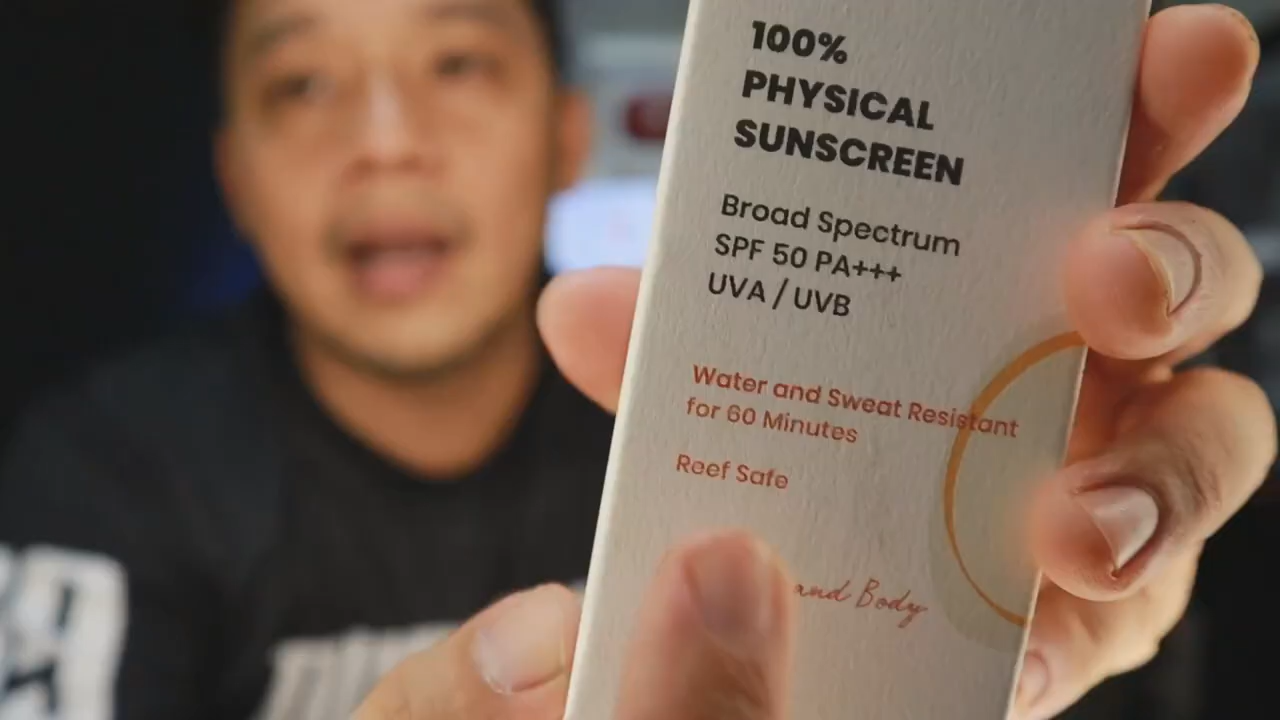 100%
PHYSICAL
SUNSCREEN
Broad Spectrum
SPF 50 PA+++
UVA / UVB
Water and Sweat Resistant
for 60 Minutes
Reef Safe
and Body